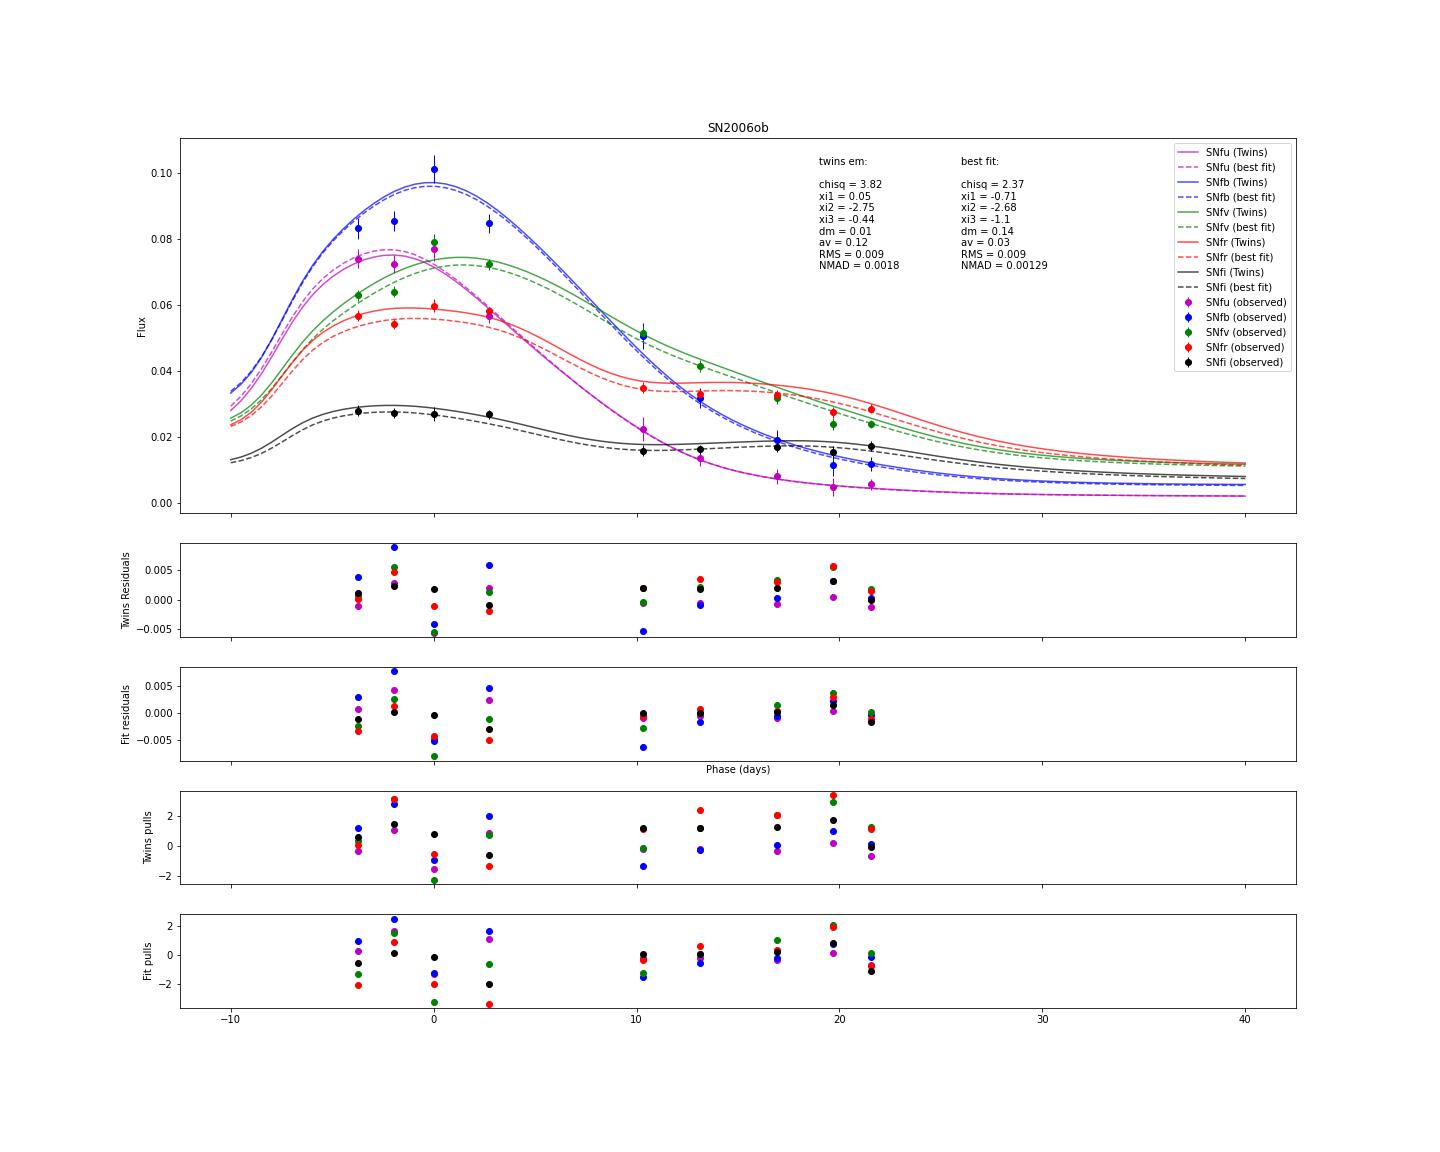 SN2006ob
twins em:
chisq = 3.82
xi1 = 0.05
xi2 = -2.75
xi3 = -0.44
dm = 0.01
av = 0.12
RMS = 0.009
NMAD = 0.0018
best fit:
chisq = 2.37
xi1 = -0.71
xi2 = -2.68
xi3 = -1.1
dm = 0.14
av = 0.03
RMS = 0.009
NMAD = 0.00129
SNfu (Twins)
SNfu (best fit)
SNfb (Twins)
SNfb (best fit)
SNfv (Twins)
SNfv (best fit)
SNfr (Twins)
SNfr (best fit)
SNfi (Twins)
SNfi (best fit)
SNfu (observed)
SNfb (observed)
SNfv (observed)
SNfr (observed)
SNfi (observed)
Flux
0.10
0.08
0.06
0.04
0.02
0.00
Twins Residuals
0.005
0.000
−0.005
Fit residuals
0.005
0.000
−0.005
Phase (days)
Twins pulls
2
0
−2
Fit pulls
2
0
−2
−10 0 10 20 30 40